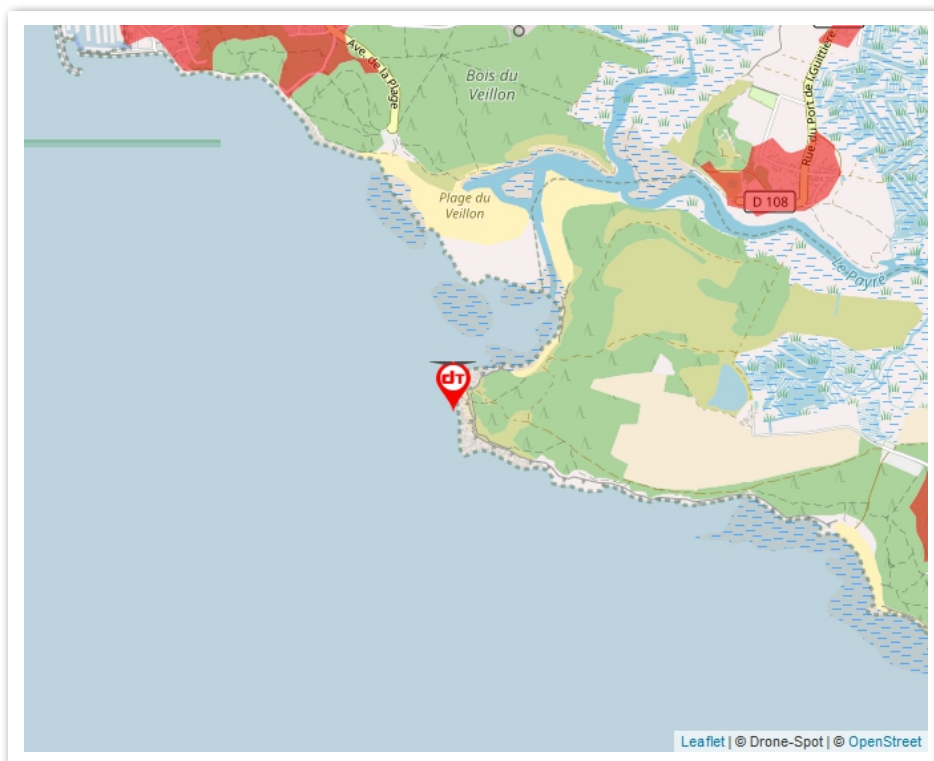 Ave. de la Plage
Bois du
Veillon
Rue du Port de l'Guittière
Plage du
Veillon
D 108
Le Payré
dT
Leaflet | © Drone-Spot | © OpenStreet